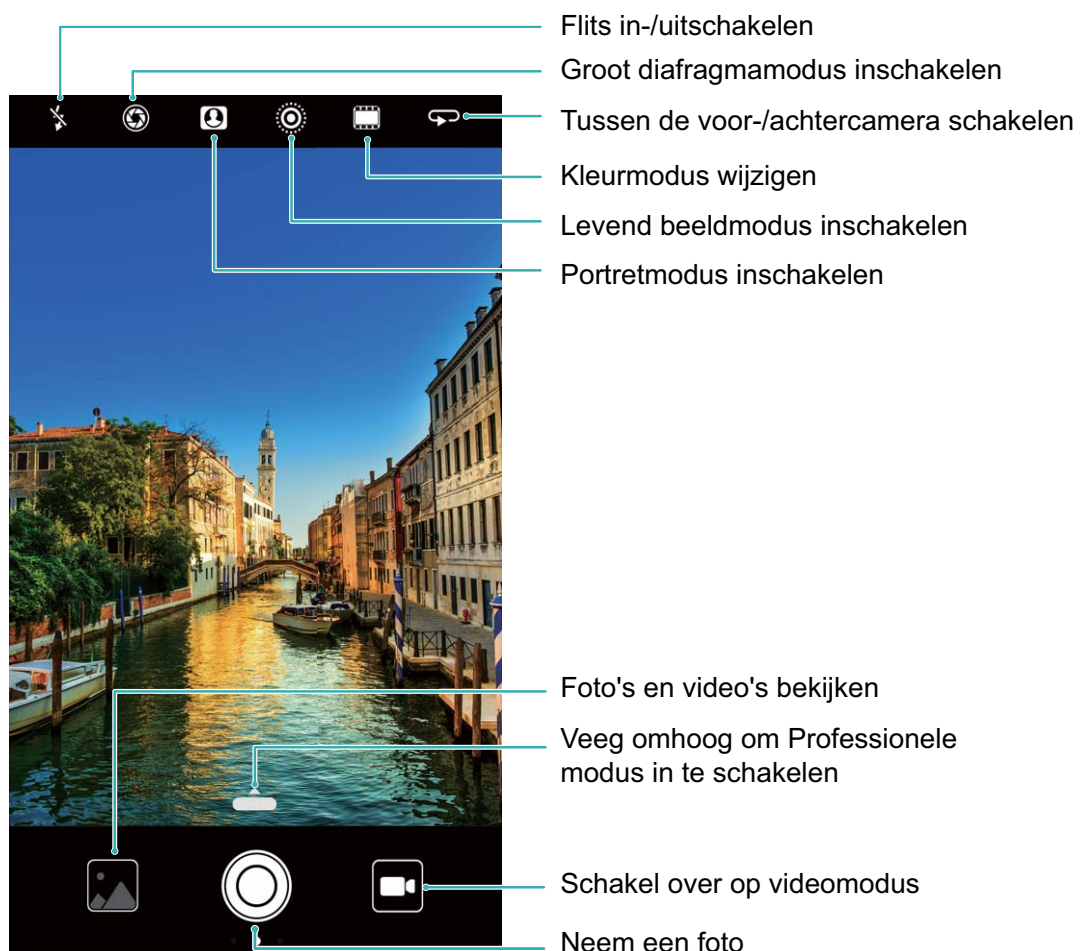 Flits in-/uitschakelen
Groot diafragmamodus inschakelen
Tussen de voor-/achtercamera schakelen
Kleurmodus wijzigen
Levend beeldmodus inschakelen
Portretmodus inschakelen
Foto's en video's bekijken
Veeg omhoog om Professionele
modus in te schakelen
Schakel over op videomodus
Neem een foto